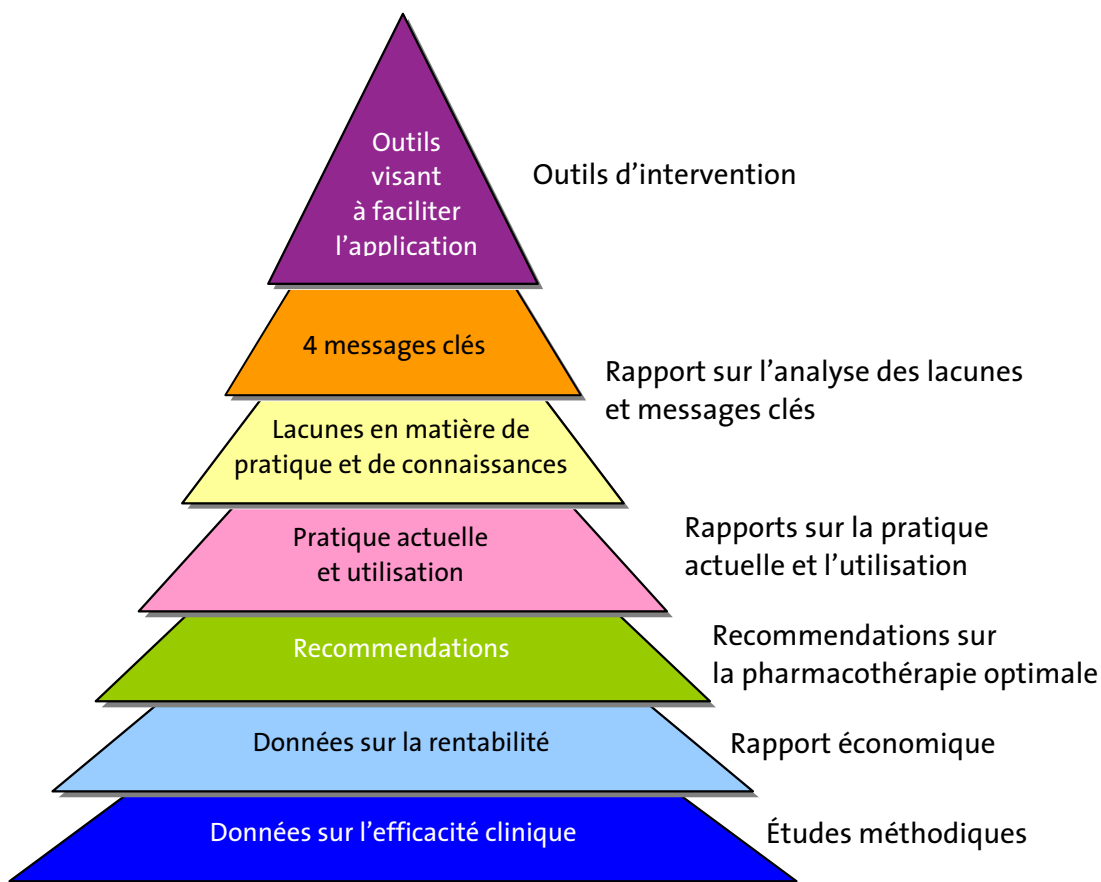 Outils
visant
à faciliter
l'application
Outils d'intervention
4 messages clés
Rapport sur l'analyse des lacunes
et messages clés
Lacunes en matière de
pratique et de connaissances
Pratique actuelle
et utilisation
Rapports sur la pratique
actuelle et l'utilisation
Recommendations
Recommendations sur
la pharmacothérapie optimale
Données sur la rentabilité
Rapport économique
Données sur l'efficacité clinique
Études méthodiques